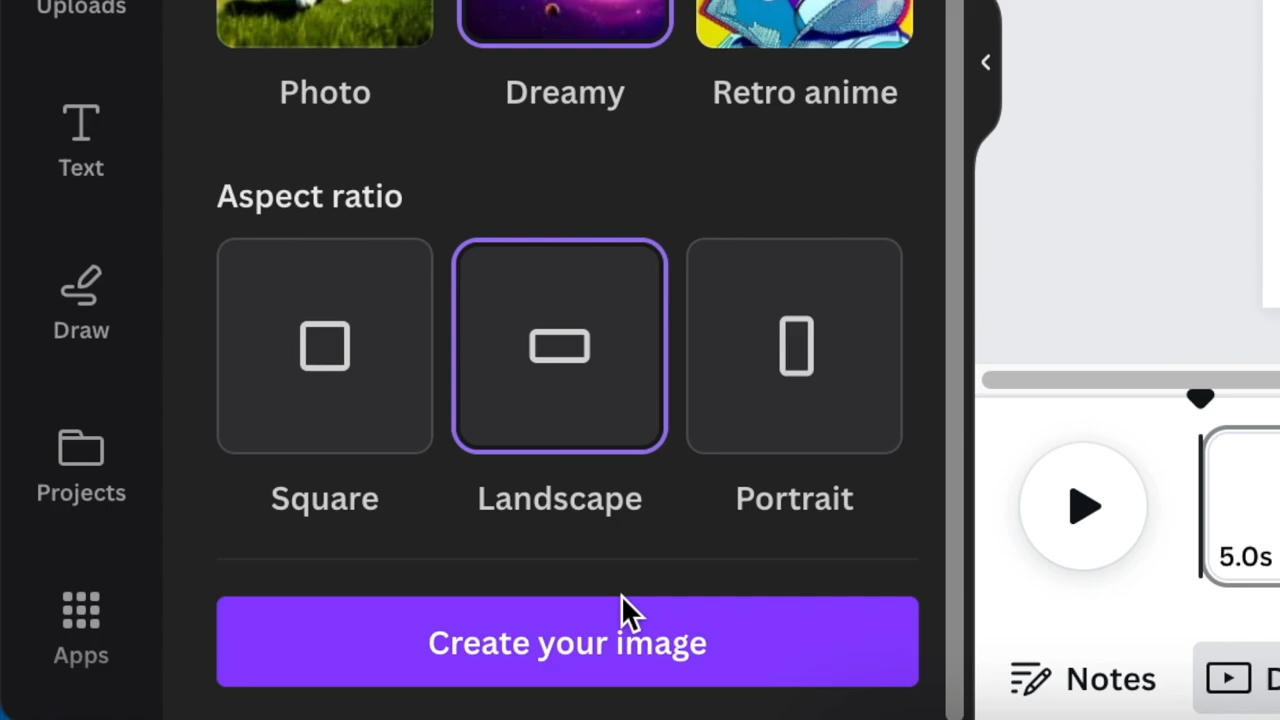 Uploads
Photo
Dreamy
Retro anime
Text
Aspect ratio
Draw
Projects
Square
Landscape
Portrait
5.0s
Create your image
Apps
Notes
D